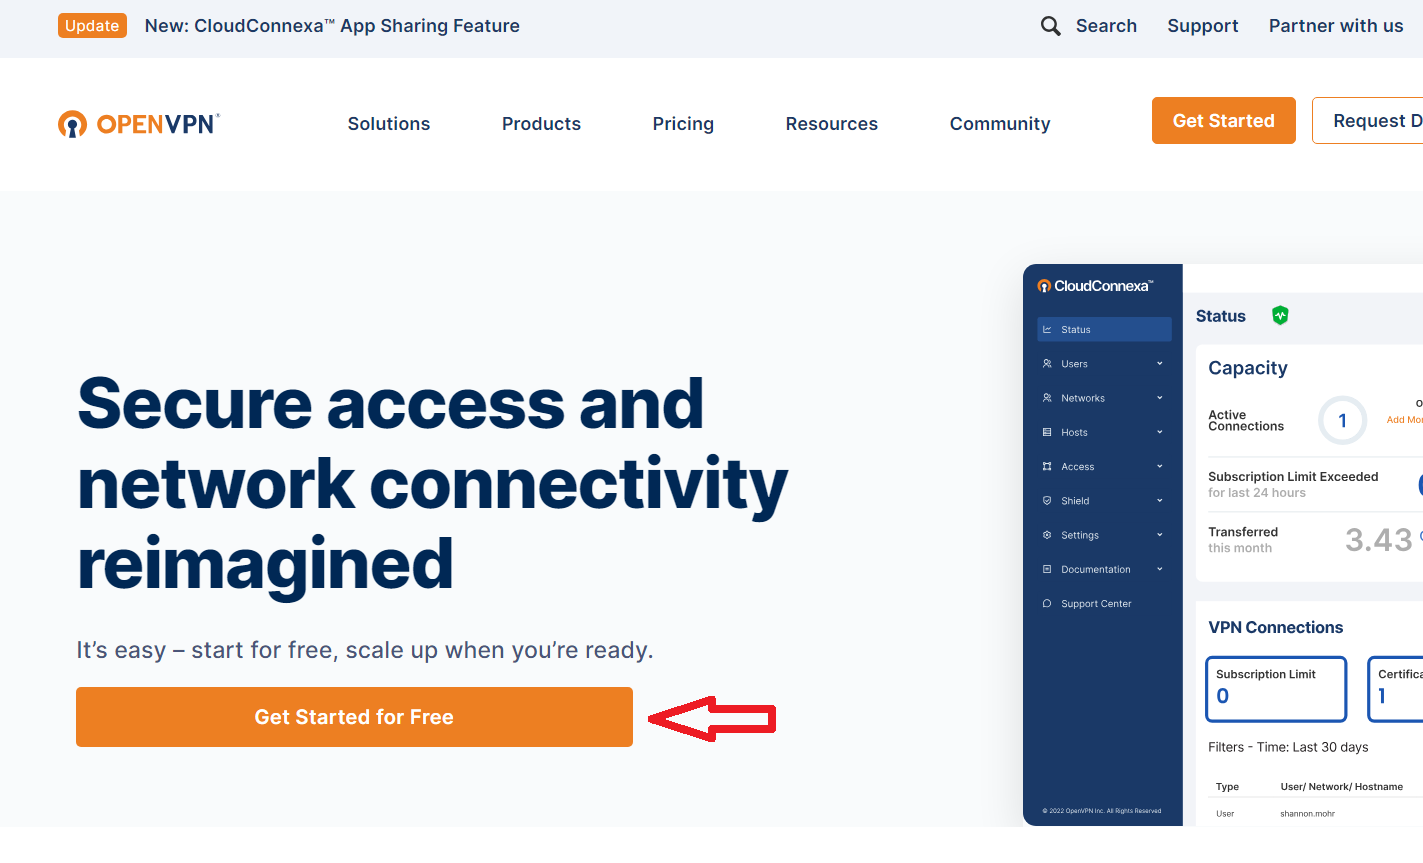 Update New: CloudConnexa™ App Sharing Feature
Search Support Partner with us
OPENVPN®
Solutions Products Pricing Resources Community
Get Started
Request D
Secure access and
network connectivity
reimagined
It’s easy – start for free, scale up when you’re ready.
Get Started for Free
CloudConnexa™
Status
Users
Networks
Hosts
Access
Shield
Settings
Documentation
Support Center
© 2022 OpenVPN Inc. All Rights Reserved
Status
Capacity
Active
Connections
1
Add Mor
Subscription Limit Exceeded
for last 24 hours
Transferred
this month
3.43
VPN Connections
Subscription Limit
0
Certifica
1
Filters - Time: Last 30 days
Type User/ Network/ Hostname
User shannon.mohr